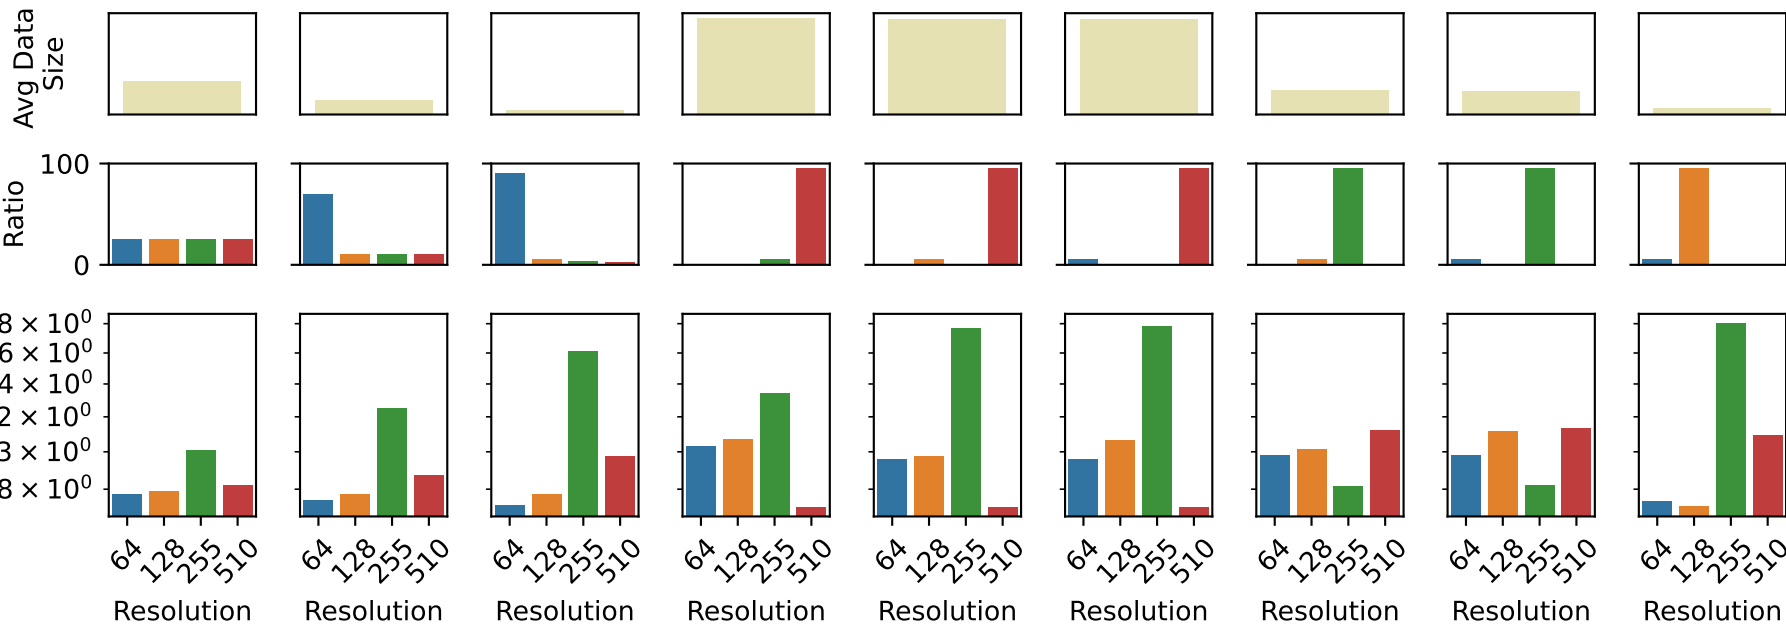 Avg Data
Size
Ratio
100
0
8 × 10⁰
6 × 10⁰
4 × 10⁰
2 × 10⁰
3 × 10⁰
8 × 10⁰
64 128 255 510
64 128 255 510
64 128 255 510
64 128 255 510
64 128 255 510
64 128 255 510
64 128 255 510
64 128 255 510
64 128 255 510
Resolution Resolution Resolution Resolution Resolution Resolution Resolution Resolution Resolution